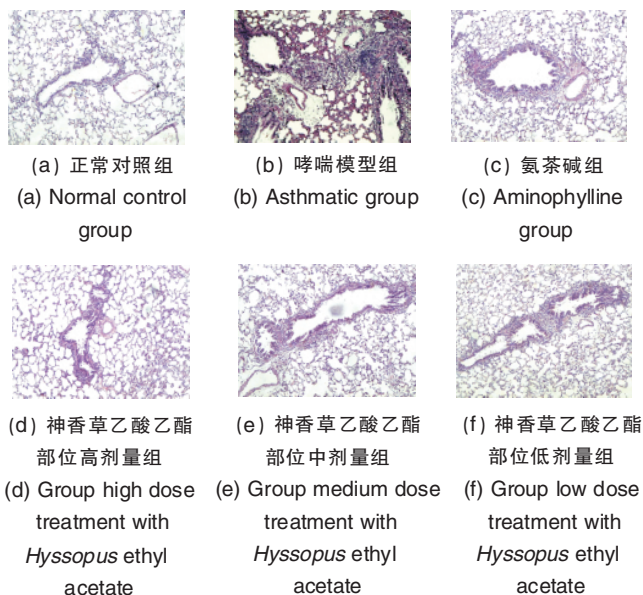 (a) 正常对照组
(a) Normal control
group
(b) 哮喘模型组
(b) Asthmatic group
(c) 氨茶碱组
(c) Aminophylline
group
(d) 神香草乙酸乙酯
部位高剂量组
(d) Group high dose
treatment with
Hyssopus ethyl
acetate
(e) 神香草乙酸乙酯
部位中剂量组
(e) Group medium dose
treatment with
Hyssopus ethyl
acetate
(f) 神香草乙酸乙酯
部位低剂量组
(f) Group low dose
treatment with
Hyssopus ethyl
acetate